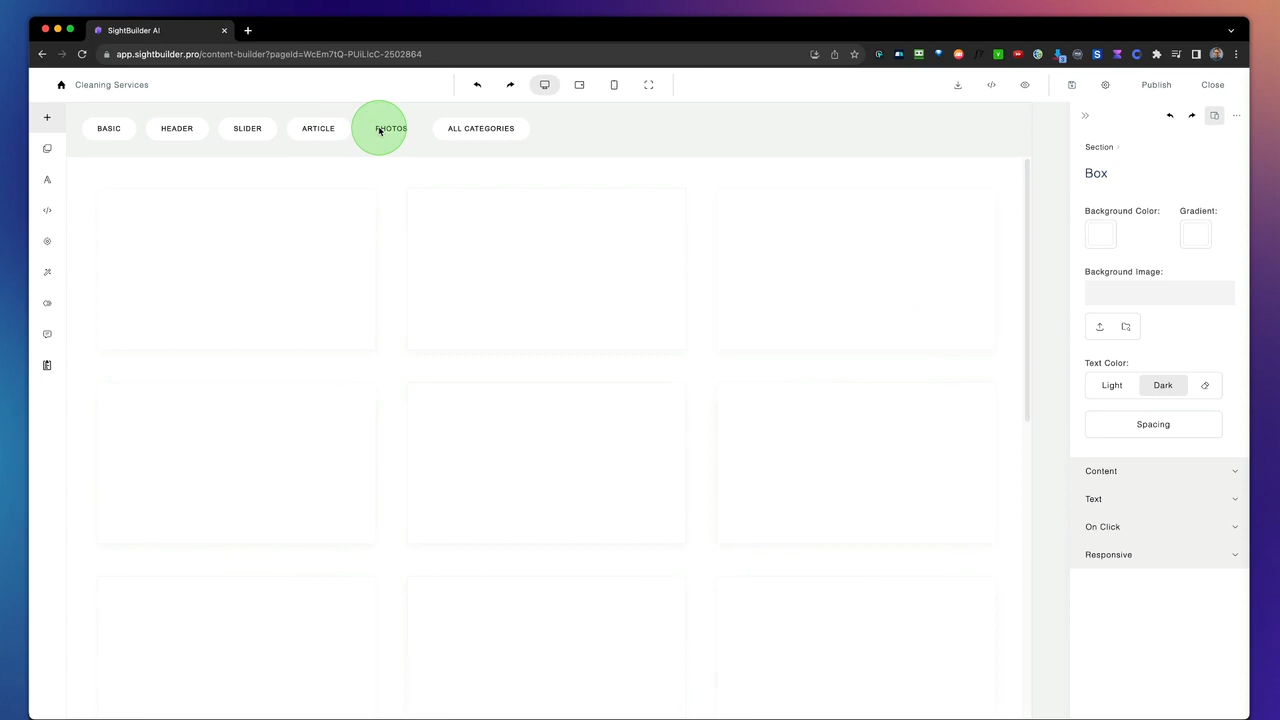 SightBuilder AI
app.sightbuilder.pro/content-builder?pageId=WcEm7tQ-PUiLlcC-2502864
Cleaning Services
Publish
Close
BASIC
HEADER
SLIDER
ARTICLE
PHOTOS
ALL CATEGORIES
Section
Box
Background Color:
Gradient:
Background Image:
Text Color:
Light
Dark
Spacing
Content
Text
On Click
Responsive